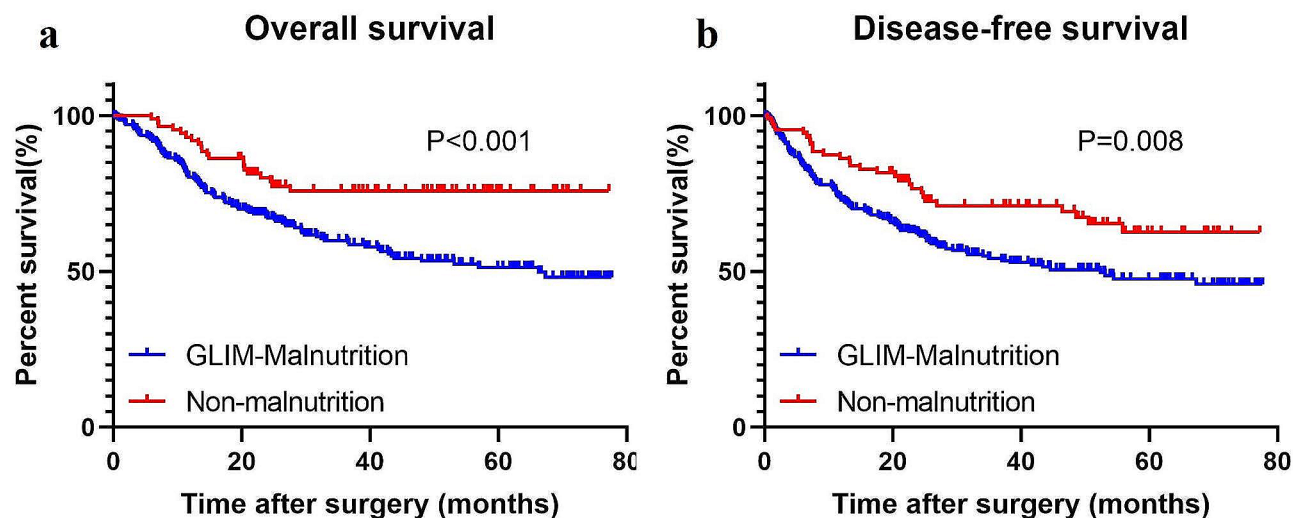 a
Overall survival
Percent survival(%)
100
50
0
P<0.001
GLIM-Malnutrition
Non-malnutrition
0 20 40 60 80
Time after surgery (months)
b
Disease-free survival
Percent survival(%)
100
50
0
P=0.008
GLIM-Malnutrition
Non-malnutrition
0 20 40 60 80
Time after surgery (months)